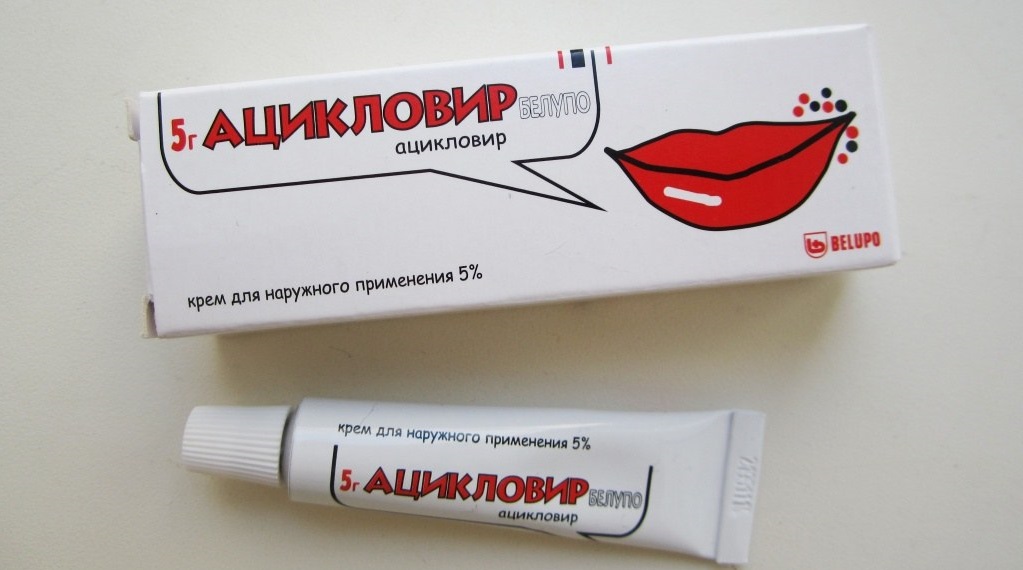 5г АЦИКЛОВИР БЕЛУПО
ацикловир
BELUPO
крем для наружного применения 5%
крем для наружного применения 5%
5г АЦИКЛОВИР БЕЛУПО
ацикловир